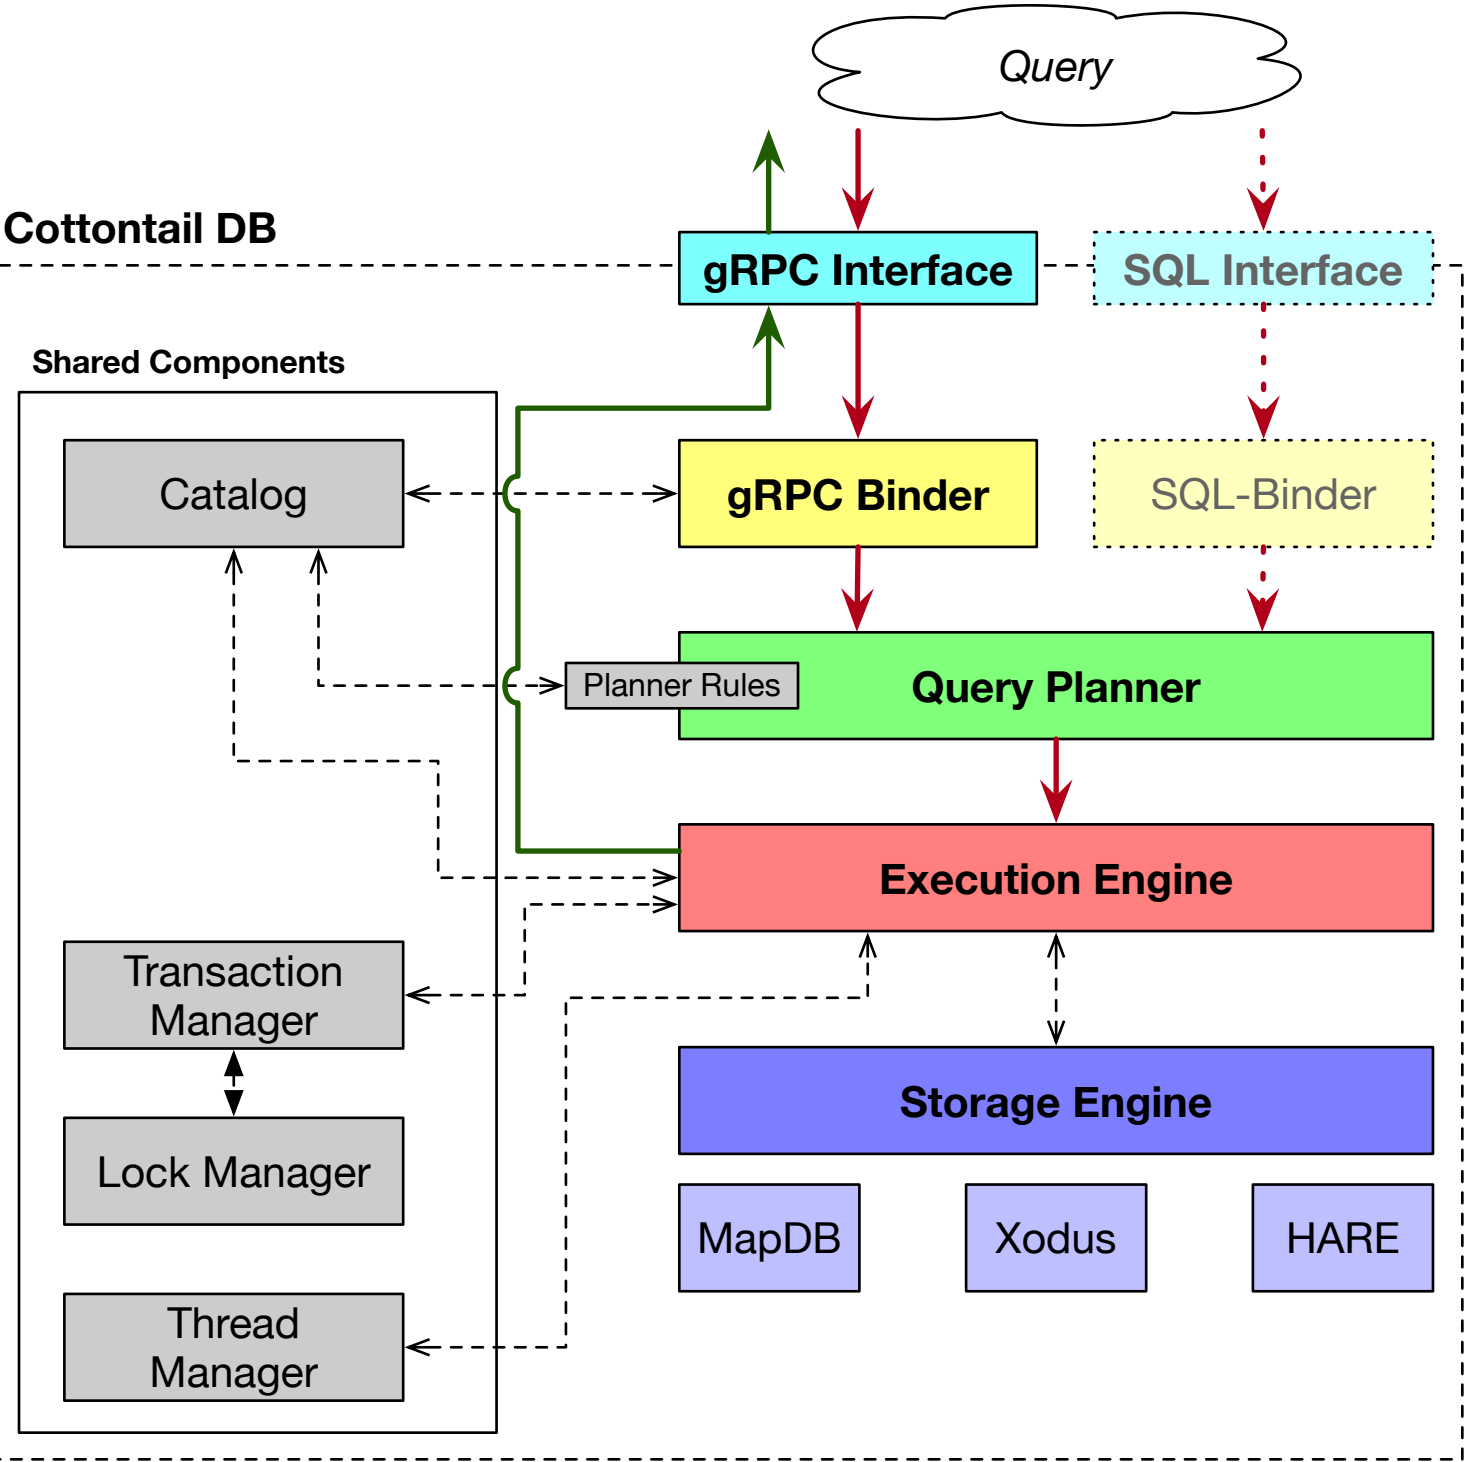 Query
Cottontail DB
gRPC Interface
SQL Interface
Shared Components
Catalog
gRPC Binder
SQL-Binder
Planner Rules
Query Planner
Execution Engine
Transaction
Manager
Storage Engine
Lock Manager
MapDB
Xodus
HARE
Thread
Manager